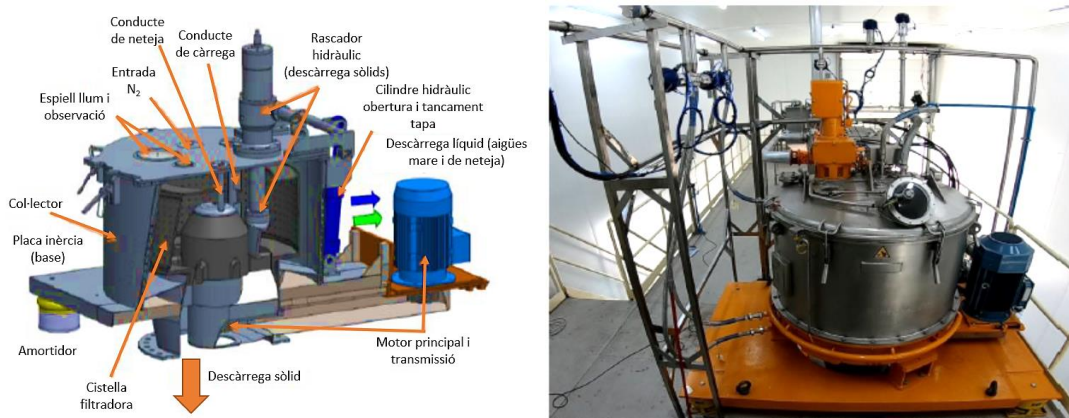 Conducte
de neteja
Conducte
de càrrega
Rascador
hidràulic
(descàrrega sòlids)
Entrada
N2
Espiell llum i
observació
Cilindre hidràulic
obertura i tancament
tapa
Descàrrega líquid (aigües
mare i de neteja)
Col·lector
Placa inèrcia
(base)
Amortidor
Cistella
filtradora
Descàrrega sòlid
Motor principal i
transmissió